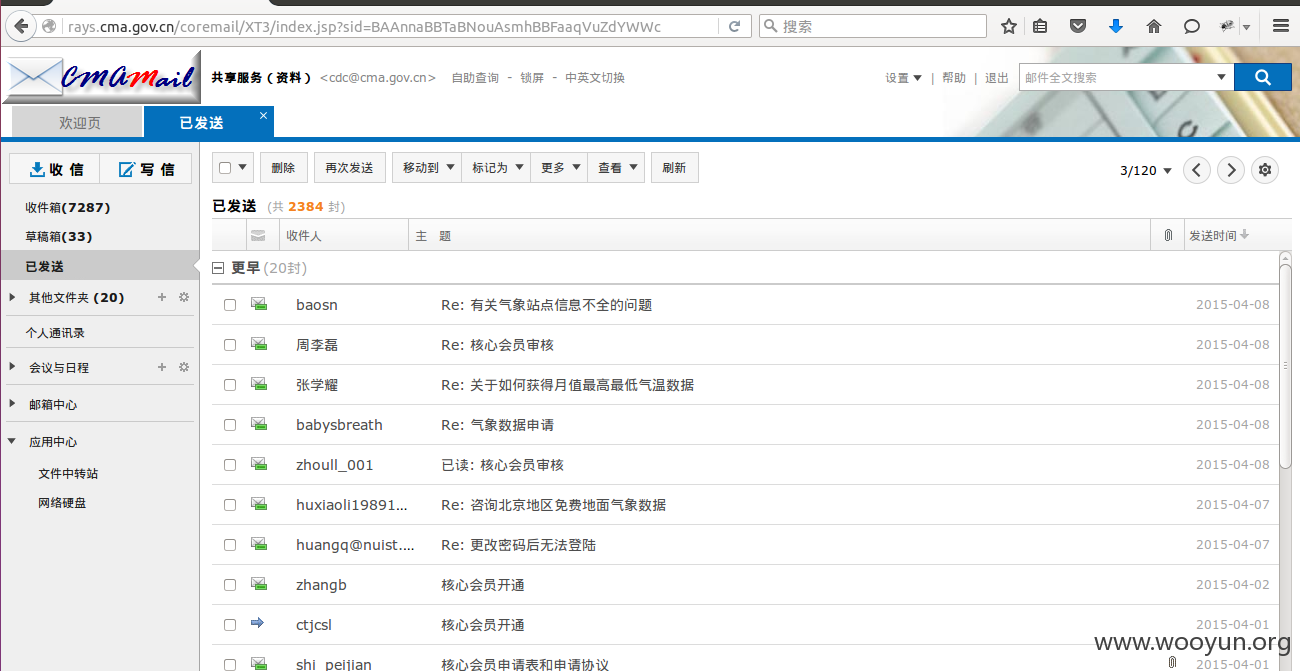 rays.cma.gov.cn/coremail/XT3/index.jsp?sid=BAAnnaBBTaBNouAsmhBBFaaqVuZdYWWc
搜索
CMAMail
共享服务（资料） <cdc@cma.gov.cn> 自助查询 - 锁屏 - 中英文切换
设置 | 帮助 | 退出
邮件全文搜索
欢迎页
已发送
收 信
写 信
收件箱(7287)
草稿箱(33)
已发送
其他文件夹 (20)
个人通讯录
会议与日程
邮箱中心
应用中心
文件中转站
网络硬盘
删除 再次发送 移动到 标记为 更多 查看 刷新
3/120
已发送 (共 2384 封)
收件人 主 题 发送时间
更早 (20封)
baosn Re: 有关气象站点信息不全的问题 2015-04-08
周李磊 Re: 核心会员审核 2015-04-08
张学耀 Re: 关于如何获得月值最高最低气温数据 2015-04-08
babysbreath Re: 气象数据申请 2015-04-08
zhoull_001 已读: 核心会员审核 2015-04-08
huxiaoli19891... Re: 咨询北京地区免费地面气象数据 2015-04-07
huangq@nuist.... Re: 更改密码后无法登陆 2015-04-07
zhangb 核心会员开通 2015-04-02
ctjcsl 核心会员开通 2015-04-01
shi_peijian 核心会员申请表和申请协议 2015-04-01
www.wooyun.org